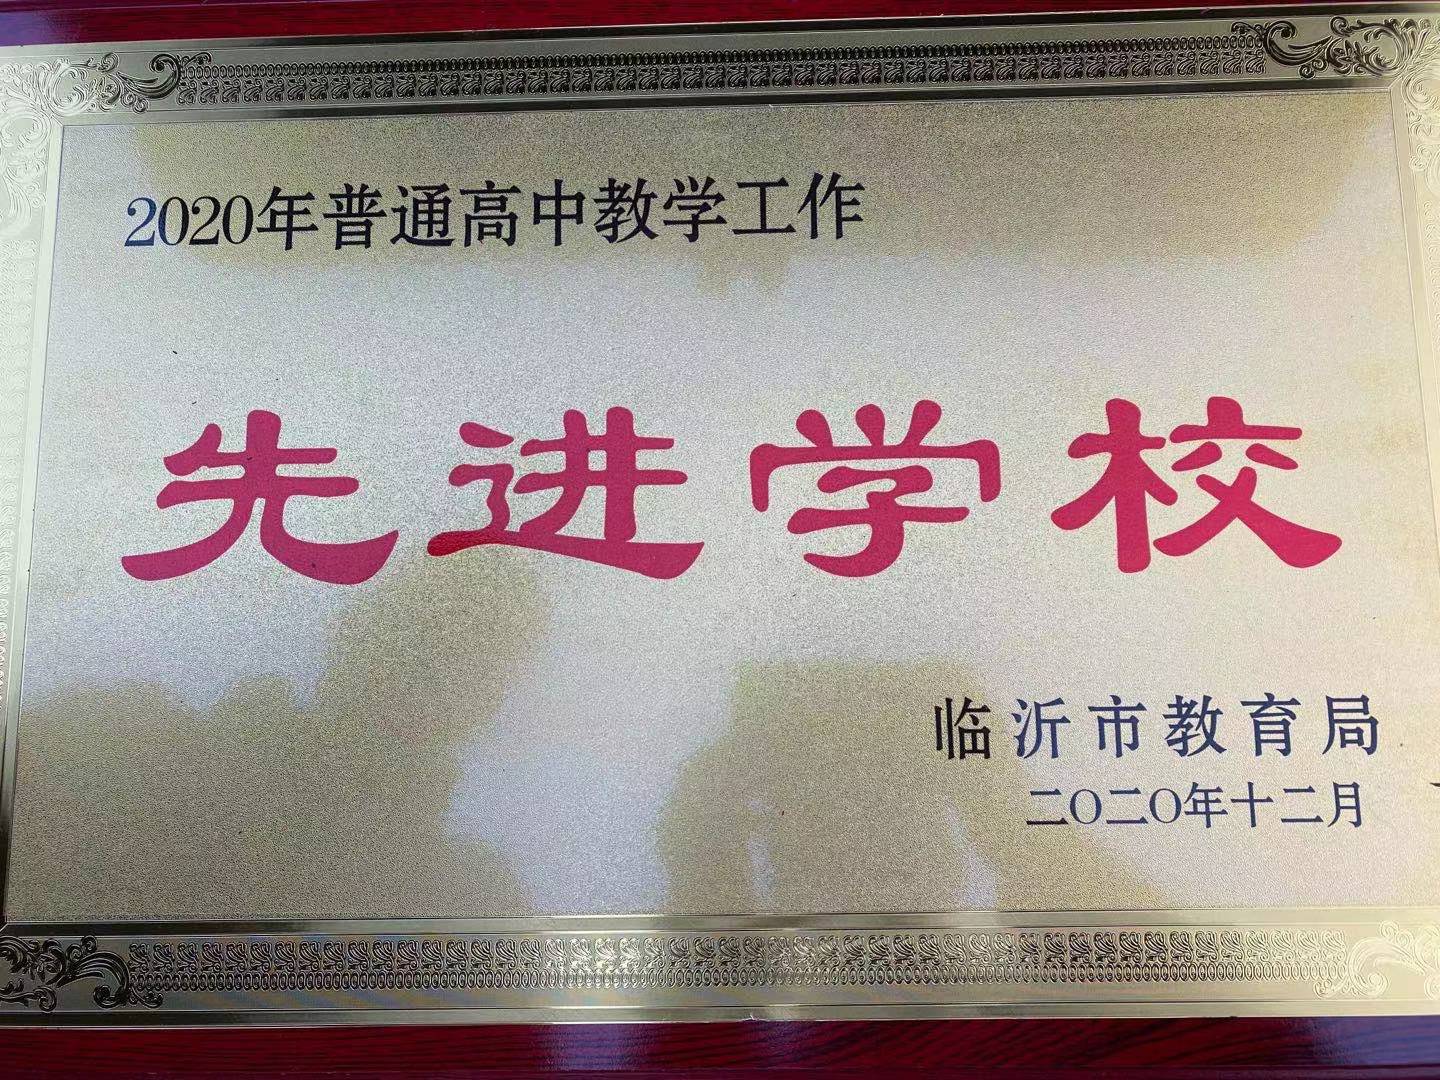 2020年普通高中教学工作
先进学校
临沂市教育局
二〇二〇年十二月